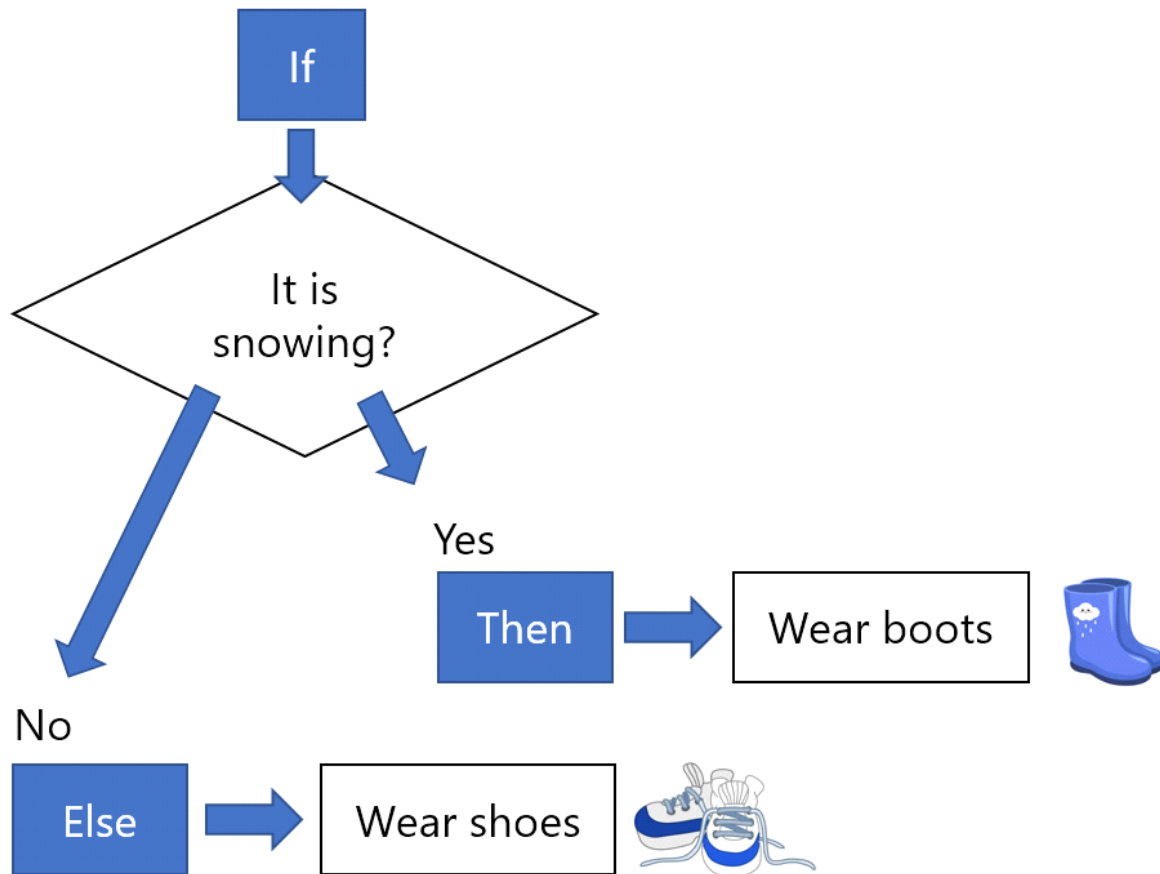 If
It is
snowing?
Yes
Then
Wear boots
No
Else
Wear shoes